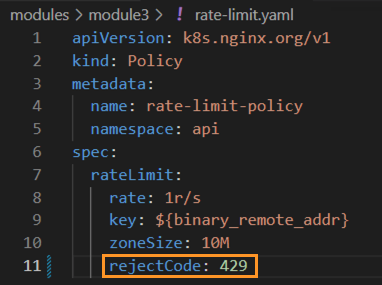 modules > module3 > ! rate-limit.yaml
1 apiVersion: k8s.nginx.org/v1
2 kind: Policy
3 metadata:
4   name: rate-limit-policy
5   namespace: api
6 spec:
7   rateLimit:
8     rate: 1r/s
9     key: ${binary_remote_addr}
10     zoneSize: 10M
11     rejectCode: 429